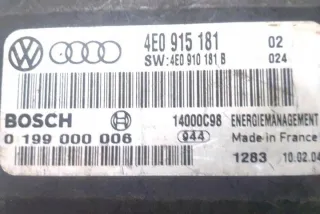 4E0 915 181 02
SW: 4E0 910 181 B 024
BOSCH 14000C98 ENERGIEMANAGEMENT
0 199 000 006 944 Made in France
1283 10.02.04